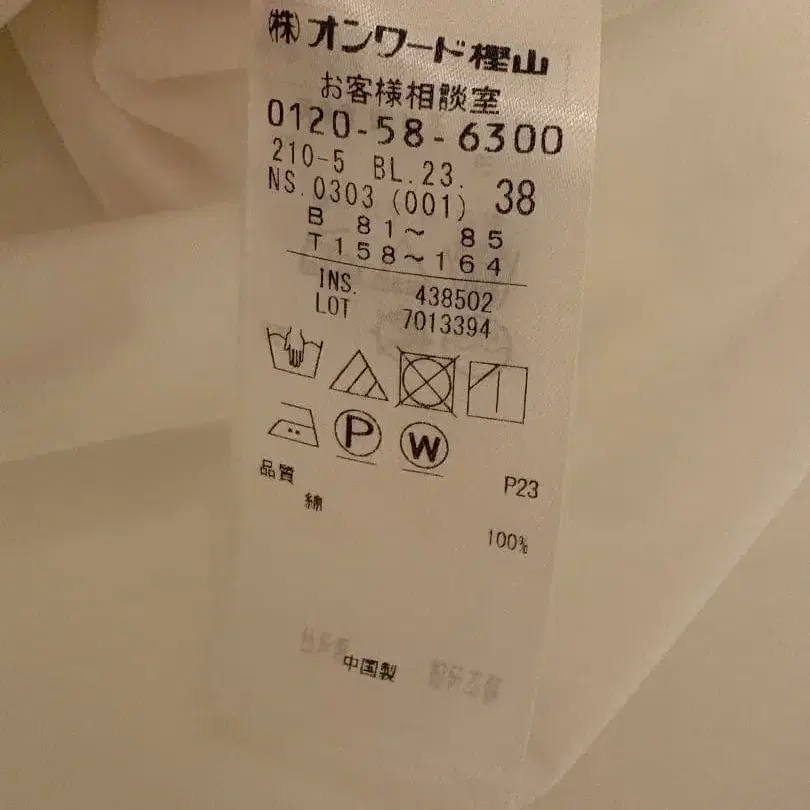 ㈱オンワード樫山
お客様相談室
0120-58-6300
210-5 BL.23. 38
NS.0303 (001)
B 81～ 85
T158～164
INS. 438502
LOT 7013394
P W
品質 P23
綿
100%
中国製